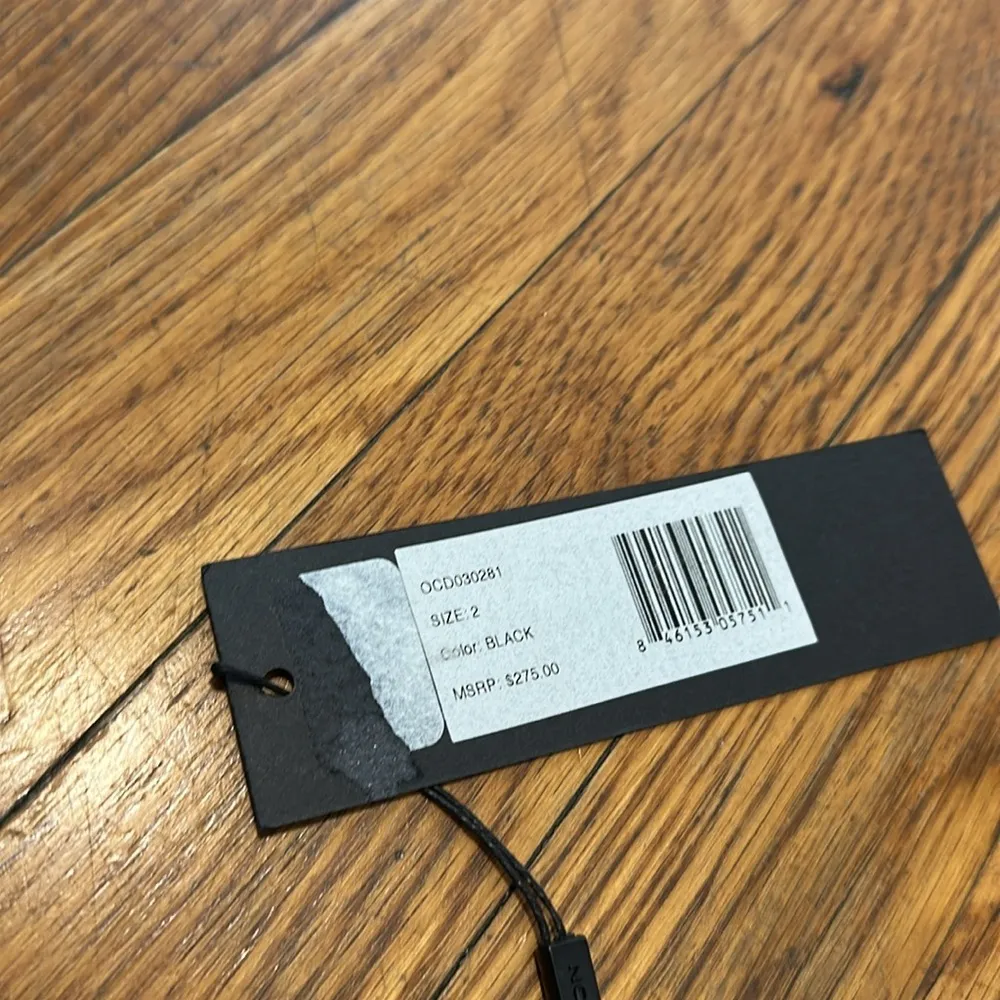 OCD030281
SIZE: 2
Color: BLACK
MSRP: $275.00
8 46153 05751 1